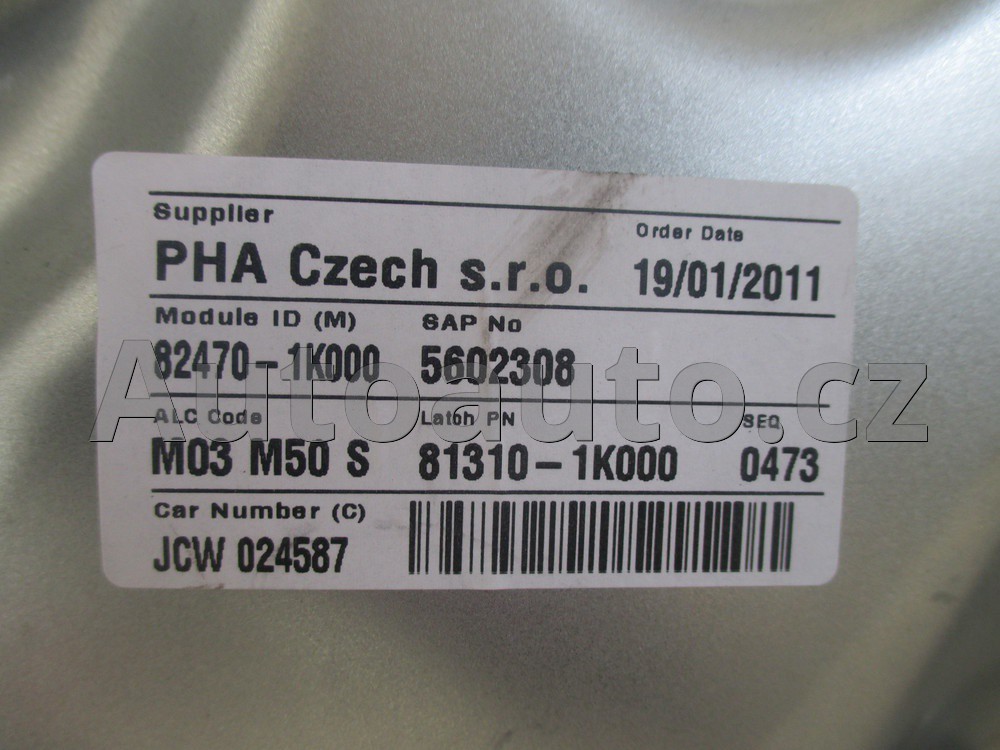 Supplier
Order Date
PHA Czech s.r.o. 19/01/2011
Module ID (M) SAP No
82470-1K000 5602308
Autoauto.cz
ALC Code Latch PN SEQ
M03 M50 S 81310-1K000 0473
Car Number (C)
JCW 024587